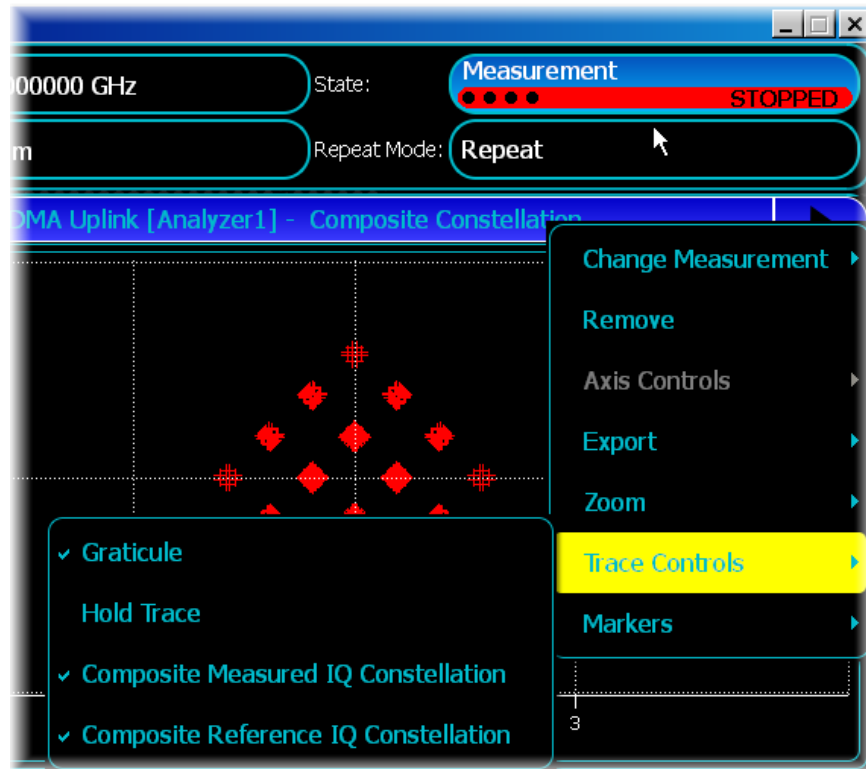 000000 GHz
State:
Measurement
STOPPED
m
Repeat Mode:
Repeat
DMA Uplink [Analyzer1] - Composite Constellation
Change Measurement
Remove
Axis Controls
Export
Zoom
Trace Controls
Markers
Graticule
Hold Trace
Composite Measured IQ Constellation
Composite Reference IQ Constellation
3